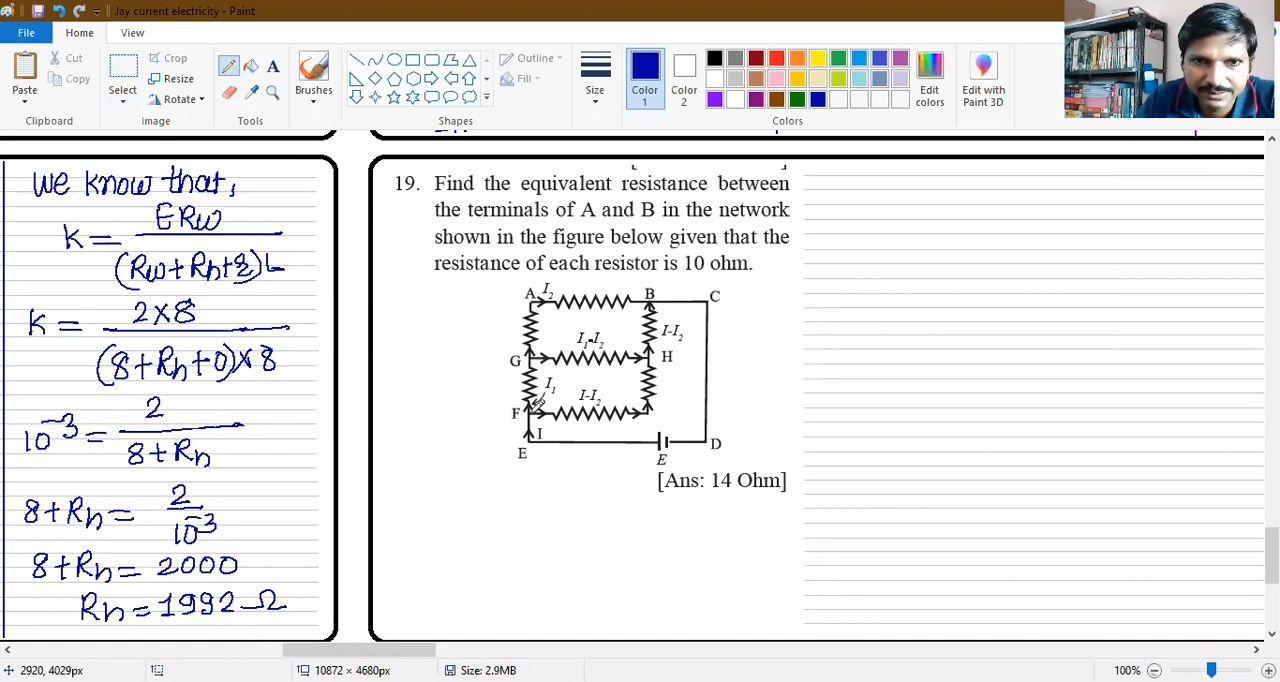 Jay current electricity - Paint
File
Home
View
Paste
Cut
Copy
Clipboard
Select
Crop
Resize
Rotate
Image
A
Tools
Brushes
Shapes
Outline
Fill
Size
Color 1
Color 2
Colors
Edit colors
Edit with Paint 3D
We know that,
K = ERw
(Rw+Rh+r)L
K = 2×8
(8+Rh+0)×8
10⁻³ = 2
8+Rh
8+Rh = 2
10⁻³
8+Rh = 2000
Rh = 1992 Ω
19. Find the equivalent resistance between
the terminals of A and B in the network
shown in the figure below given that the
resistance of each resistor is 10 ohm.
A I₂ B C
I-I₂
I₁-I₂
G H
I₁
I-I₂
F
I
E E D
[Ans: 14 Ohm]
2920, 4029px
10872 × 4680px
Size: 2.9MB
100%